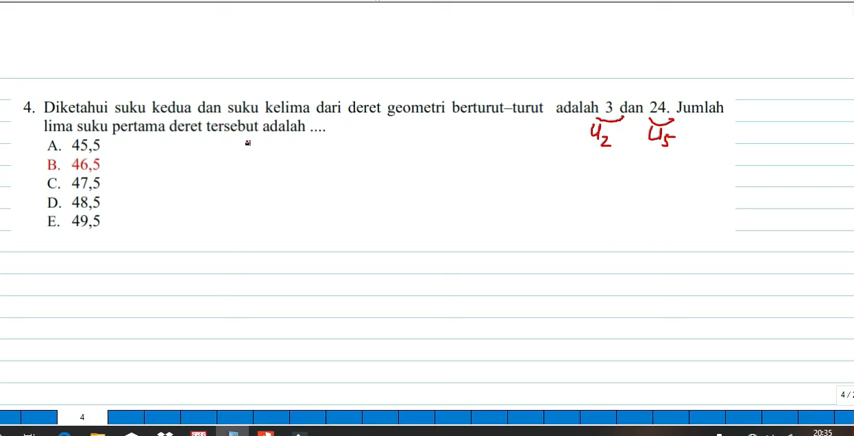 4. Diketahui suku kedua dan suku kelima dari deret geometri berturut–turut adalah 3 dan 24. Jumlah
lima suku pertama deret tersebut adalah ....
U2 U5
A. 45,5
B. 46,5
C. 47,5
D. 48,5
E. 49,5
4/2
4
20:35